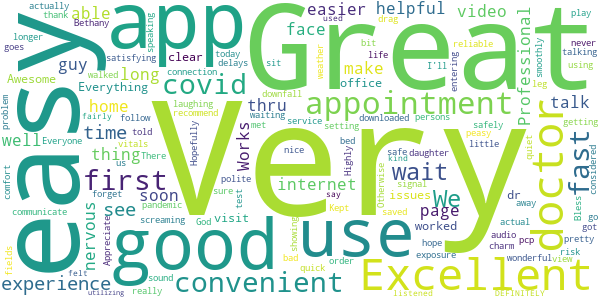 Very
Great
easy
app
good
use
Excellent
doctor
appointment
covid
first
fast
convenient
wait
We
experience
helpful
easier
video
able
face
guy
long
make
home
time
thing
well
see
soon
nervous
thru
Works
internet
page
talk
Professional
office
issues
worked
visit
dr
clear
Everything
Awesome
thank
Bethany
actually
longer
goes
speaking
used
drag
bit
life
weather
reliable
play
never
talking
using
smoothly
entering
I'll
sit
today
delays
connection
satisfying
walked
laughing
recommend
downfall
waiting
met
service
setting
downloaded
persons
safely
peasy
leg
getting
considered
problem
fairly
Everyone
follow
told
vitals
There
us
Hopefully
polite
sure
test
nice
Highly
bed
say
safe
kind
daughter
Otherwise
Kept
signal
saved
little
quiet
God
Bless
communicate
comfort
forget
pandemic
screaming
Appreciate
felt
fields
utilizing
really
sound
quick
showing
bad
order
listened
hope
exposure
audio
charm
pcp
actual
away
wonderful
DEFINITELY
pretty
risk
view
go
got